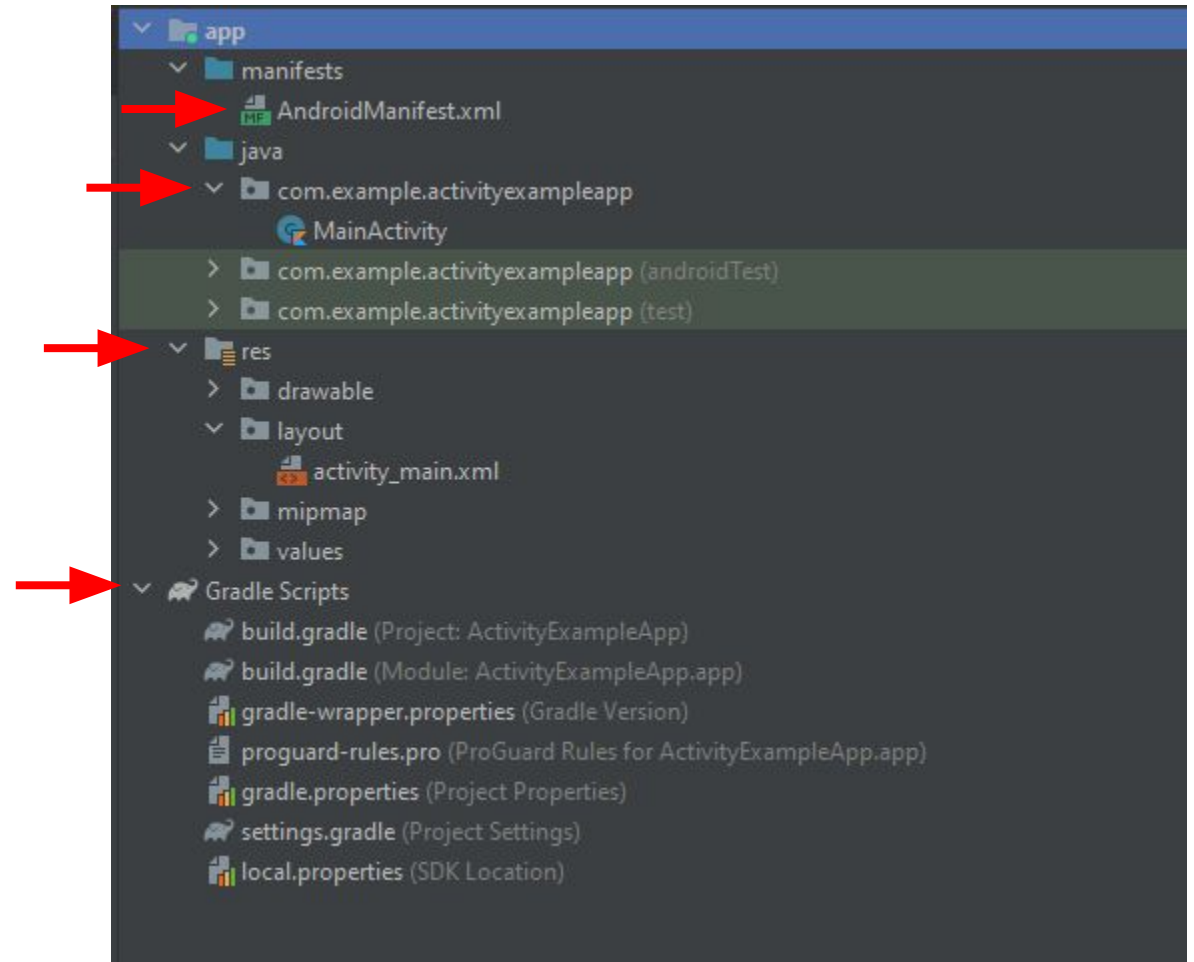 app
manifests
MF AndroidManifest.xml
java
com.example.activityexampleapp
MainActivity
com.example.activityexampleapp (androidTest)
com.example.activityexampleapp (test)
res
drawable
layout
activity_main.xml
mipmap
values
Gradle Scripts
build.gradle (Project: ActivityExampleApp)
build.gradle (Module: ActivityExampleApp.app)
gradle-wrapper.properties (Gradle Version)
proguard-rules.pro (ProGuard Rules for ActivityExampleApp.app)
gradle.properties (Project Properties)
settings.gradle (Project Settings)
local.properties (SDK Location)